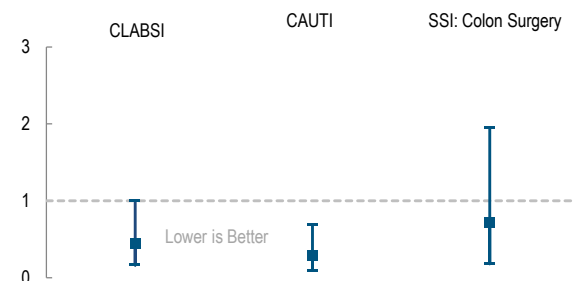 CLABSI
CAUTI
SSI: Colon Surgery
3
2
1
Lower is Better
0